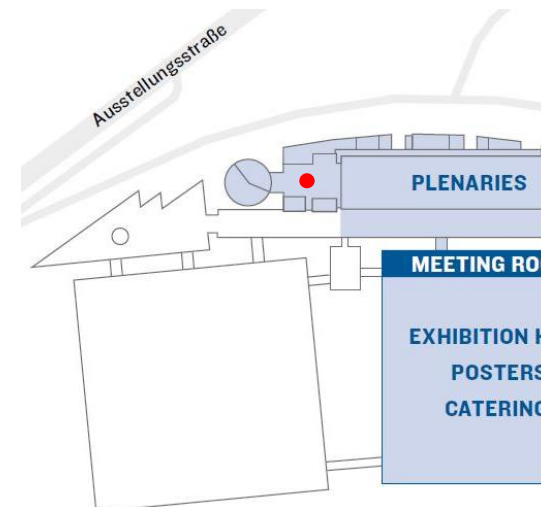 Ausstellungsstraße
PLENARIES
MEETING RO
EXHIBITION H
POSTERS
CATERING